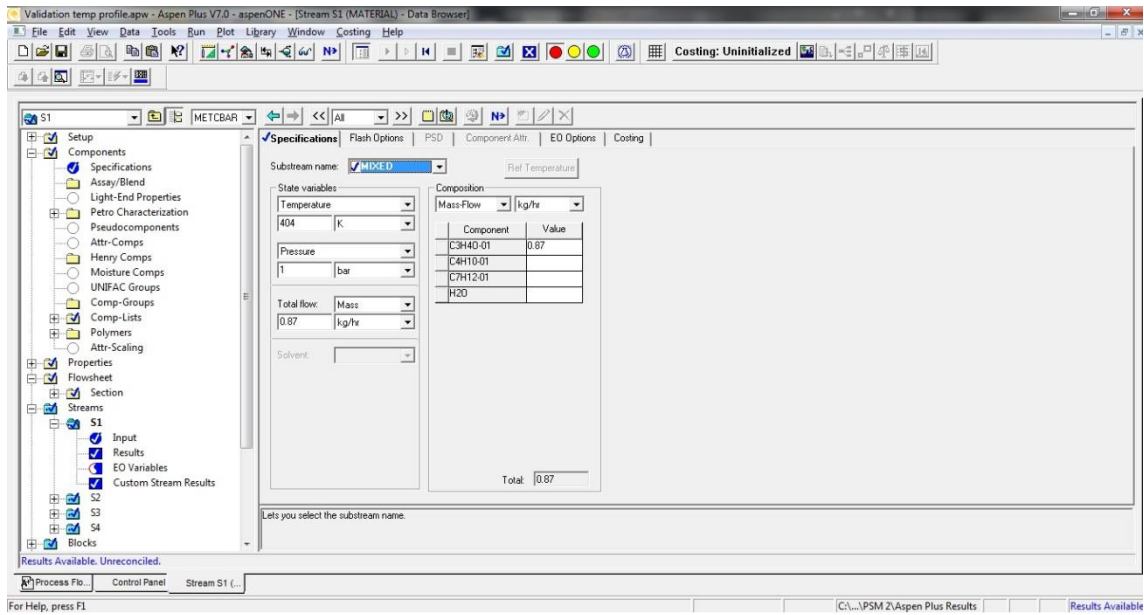 Validation temp profile.apw - Aspen Plus V7.0 - aspenONE - [Stream S1 (MATERIAL) - Data Browser]
File Edit View Data Tools Run Plot Library Window Costing Help
N>
Costing: Uninitialized
S1
METCBAR
<< All >>
N>
Setup
Components
Specifications
Assay/Blend
Light-End Properties
Petro Characterization
Pseudocomponents
Attr-Comps
Henry Comps
Moisture Comps
UNIFAC Groups
Comp-Groups
Comp-Lists
Polymers
Attr-Scaling
Properties
Flowsheet
Section
Streams
S1
Input
Results
EO Variables
Custom Stream Results
S2
S3
S4
Blocks
Specifications Flash Options PSD Component Attr. EO Options Costing
Substream name: MIXED Ref Temperature
State variables
Temperature
404 K
Pressure
1 bar
Total flow: Mass
0.87 kg/hr
Solvent:
Composition
Mass-Flow kg/hr
Component Value
C3H4O-01 0.87
C4H10-01
C7H12-01
H2O
Total: 0.87
Lets you select the substream name.
Results Available. Unreconciled.
Process Flo... Control Panel Stream S1 (...
For Help, press F1 C:\...\PSM 2\Aspen Plus Results Results Available